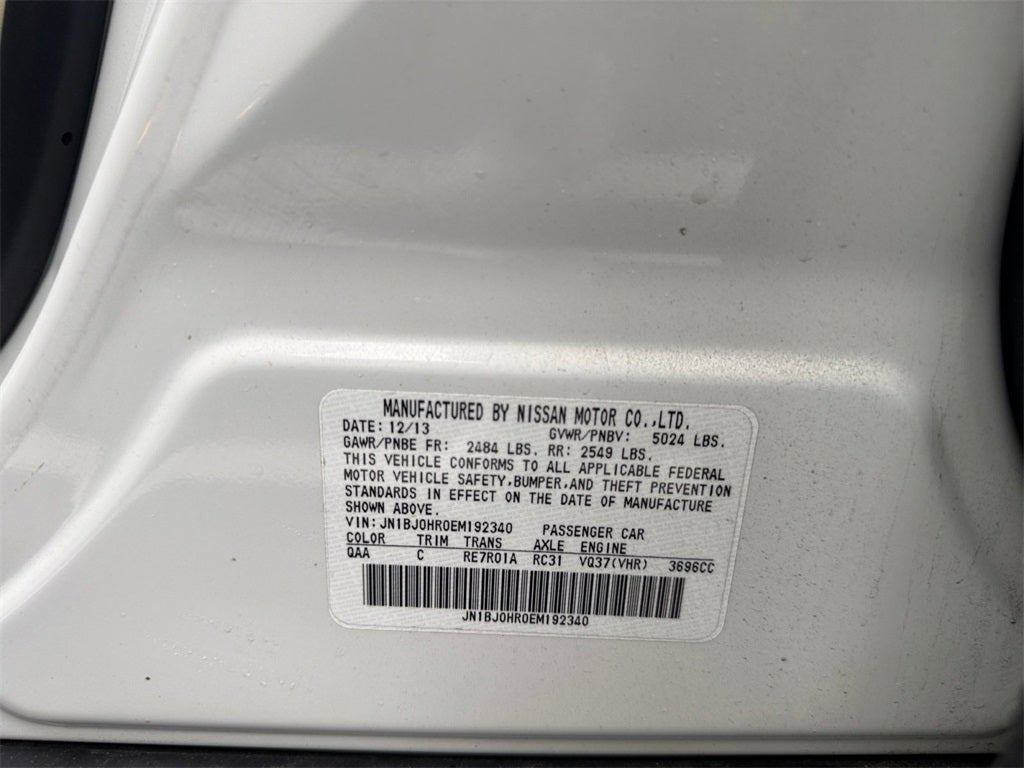 MANUFACTURED BY NISSAN MOTOR CO.,LTD.
DATE: 12/13 GVWR/PNBV: 5024 LBS.
GAWR/PNBE FR: 2484 LBS. RR: 2549 LBS.
THIS VEHICLE CONFORMS TO ALL APPLICABLE FEDERAL
MOTOR VEHICLE SAFETY,BUMPER,AND THEFT PREVENTION
STANDARDS IN EFFECT ON THE DATE OF MANUFACTURE
SHOWN ABOVE.
VIN:JN1BJ0HR0EM192340 PASSENGER CAR
COLOR TRIM TRANS AXLE ENGINE
QAA C RE7R01A RC31 VQ37(VHR) 3696CC
JN1BJ0HR0EM192340